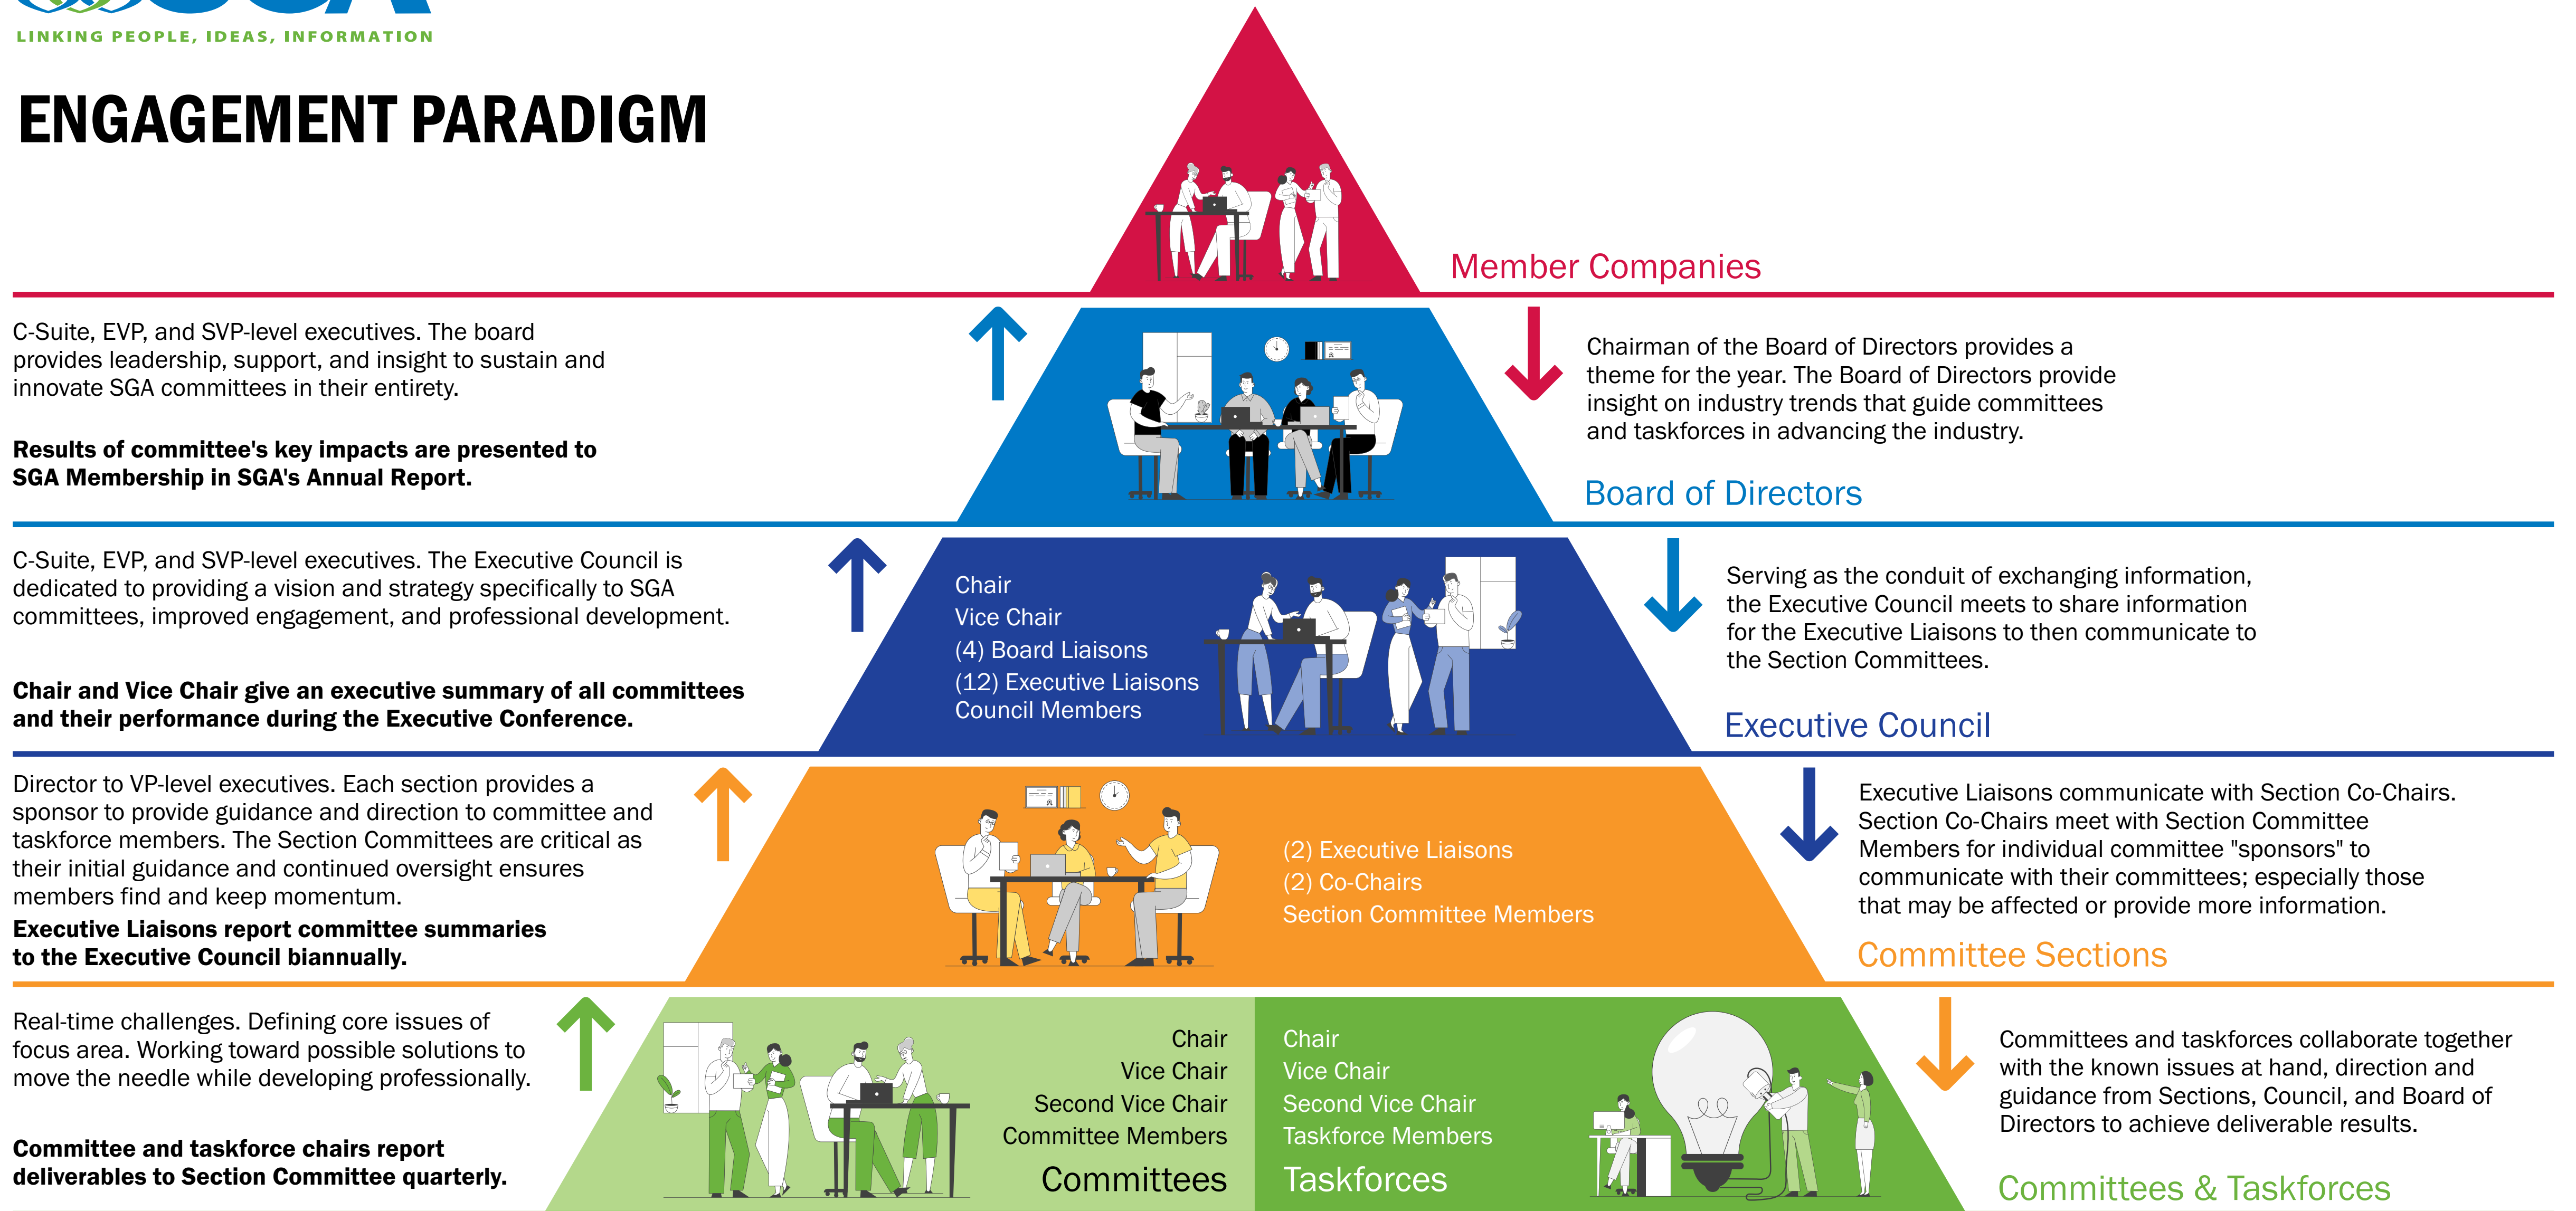 LINKING PEOPLE, IDEAS, INFORMATION
ENGAGEMENT PARADIGM
Member Companies
C-Suite, EVP, and SVP-level executives. The board
provides leadership, support, and insight to sustain and
innovate SGA committees in their entirety.
Results of committee's key impacts are presented to
SGA Membership in SGA's Annual Report.
Chairman of the Board of Directors provides a
theme for the year. The Board of Directors provide
insight on industry trends that guide committees
and taskforces in advancing the industry.
Board of Directors
C-Suite, EVP, and SVP-level executives. The Executive Council is
dedicated to providing a vision and strategy specifically to SGA
committees, improved engagement, and professional development.
Chair and Vice Chair give an executive summary of all committees
and their performance during the Executive Conference.
Chair
Vice Chair
(4) Board Liaisons
(12) Executive Liaisons
Council Members
Serving as the conduit of exchanging information,
the Executive Council meets to share information
for the Executive Liaisons to then communicate to
the Section Committees.
Executive Council
Director to VP-level executives. Each section provides a
sponsor to provide guidance and direction to committee and
taskforce members. The Section Committees are critical as
their initial guidance and continued oversight ensures
members find and keep momentum.
Executive Liaisons report committee summaries
to the Executive Council biannually.
(2) Executive Liaisons
(2) Co-Chairs
Section Committee Members
Executive Liaisons communicate with Section Co-Chairs.
Section Co-Chairs meet with Section Committee
Members for individual committee "sponsors" to
communicate with their committees; especially those
that may be affected or provide more information.
Committee Sections
Real-time challenges. Defining core issues of
focus area. Working toward possible solutions to
move the needle while developing professionally.
Committee and taskforce chairs report
deliverables to Section Committee quarterly.
Chair
Vice Chair
Second Vice Chair
Committee Members
Committees
Chair
Vice Chair
Second Vice Chair
Taskforce Members
Taskforces
Committees and taskforces collaborate together
with the known issues at hand, direction and
guidance from Sections, Council, and Board of
Directors to achieve deliverable results.
Committees & Taskforces